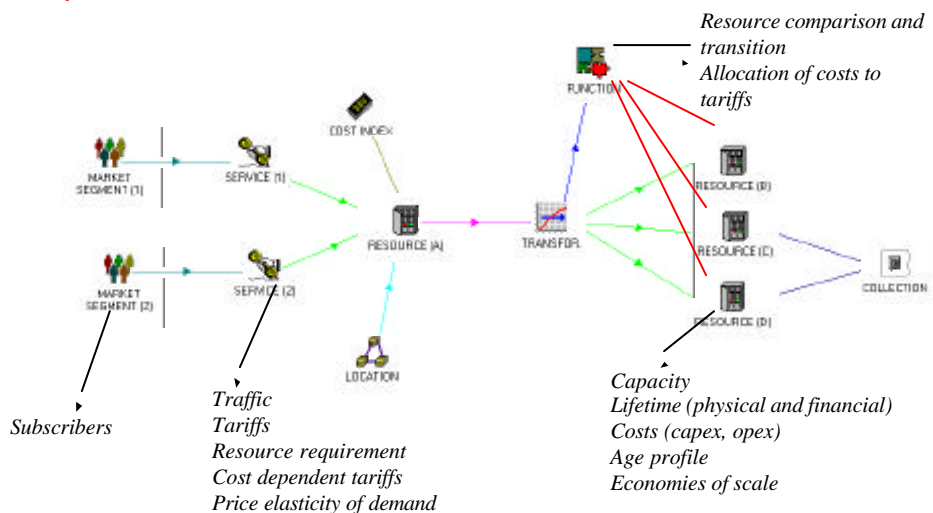 Resource comparison and
transition
Allocation of costs to
tariffs
FUNCTION
COST INDEX
MARKET
SEGMENT (1)
SERVICE (1)
RESOURCE (B)
RESOURCE (A)
TRANSFOR.
RESOURCE (C)
COLLECTION
MARKET
SEGMENT (2)
SERVICE (2)
RESOURCE (D)
LOCATION
Subscribers
Traffic
Tariffs
Resource requirement
Cost dependent tariffs
Price elasticity of demand
Capacity
Lifetime (physical and financial)
Costs (capex, opex)
Age profile
Economies of scale